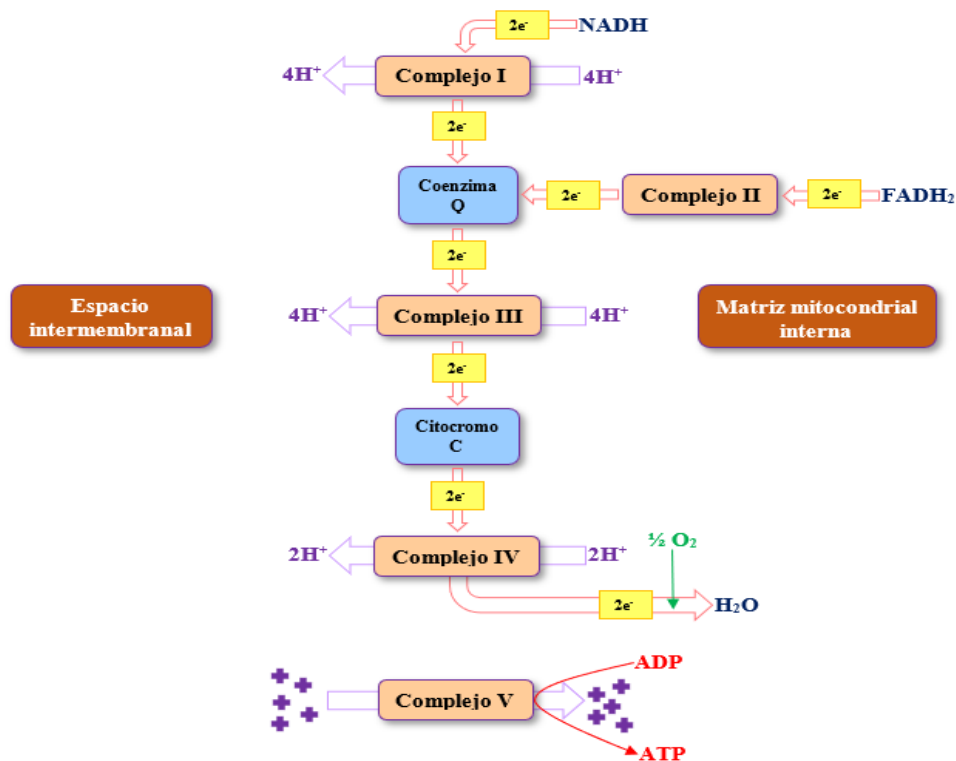 2e⁻ NADH
4H⁺ Complejo I 4H⁺
2e⁻
Coenzima
Q
2e⁻ Complejo II 2e⁻ FADH₂
2e⁻
Espacio
intermembranal
4H⁺ Complejo III 4H⁺
Matriz mitocondrial
interna
2e⁻
Citocromo
C
2e⁻
2H⁺ Complejo IV 2H⁺
½ O₂
2e⁻ H₂O
ADP
Complejo V
ATP